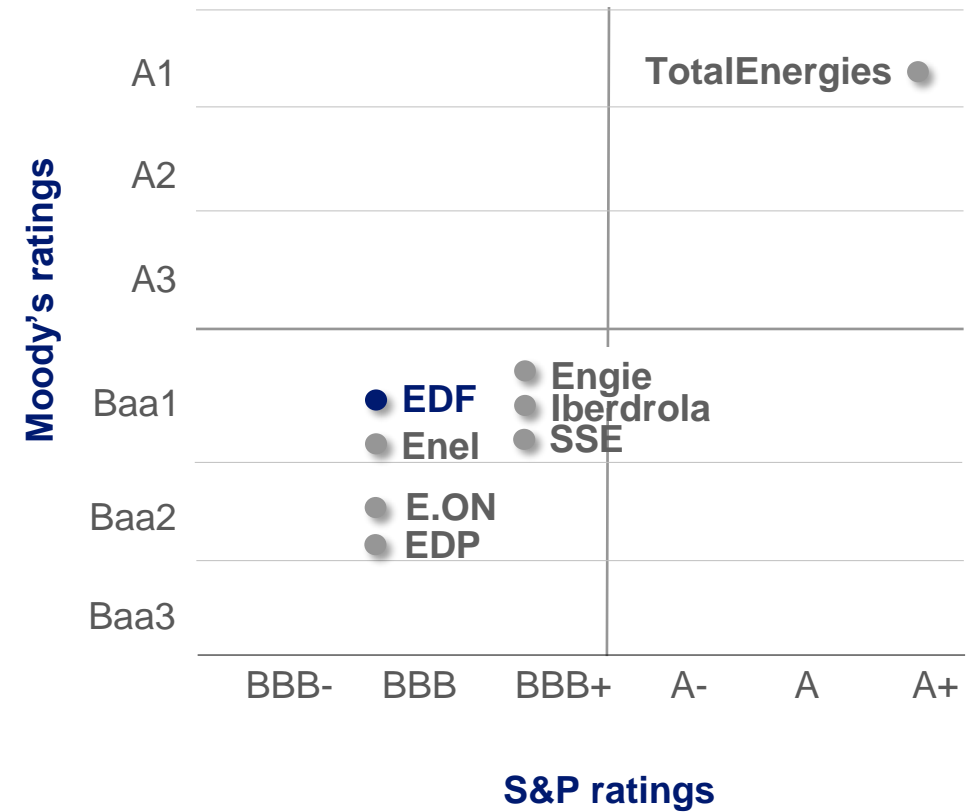 Moody’s ratings
A1
TotalEnergies
A2
A3
Baa1
EDF
Engie
Iberdrola
Enel
SSE
Baa2
E.ON
EDP
Baa3
BBB- BBB BBB+ A- A A+
S&P ratings